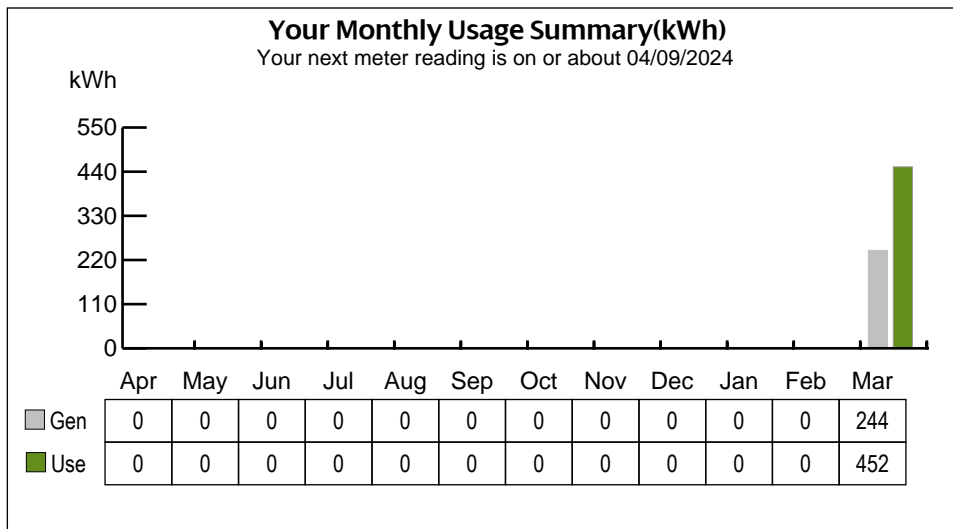 Your Monthly Usage Summary(kWh)
Your next meter reading is on or about 04/09/2024
kWh
550
440
330
220
110
0
Apr May Jun Jul Aug Sep Oct Nov Dec Jan Feb Mar
Gen 0 0 0 0 0 0 0 0 0 0 0 244
Use 0 0 0 0 0 0 0 0 0 0 0 452